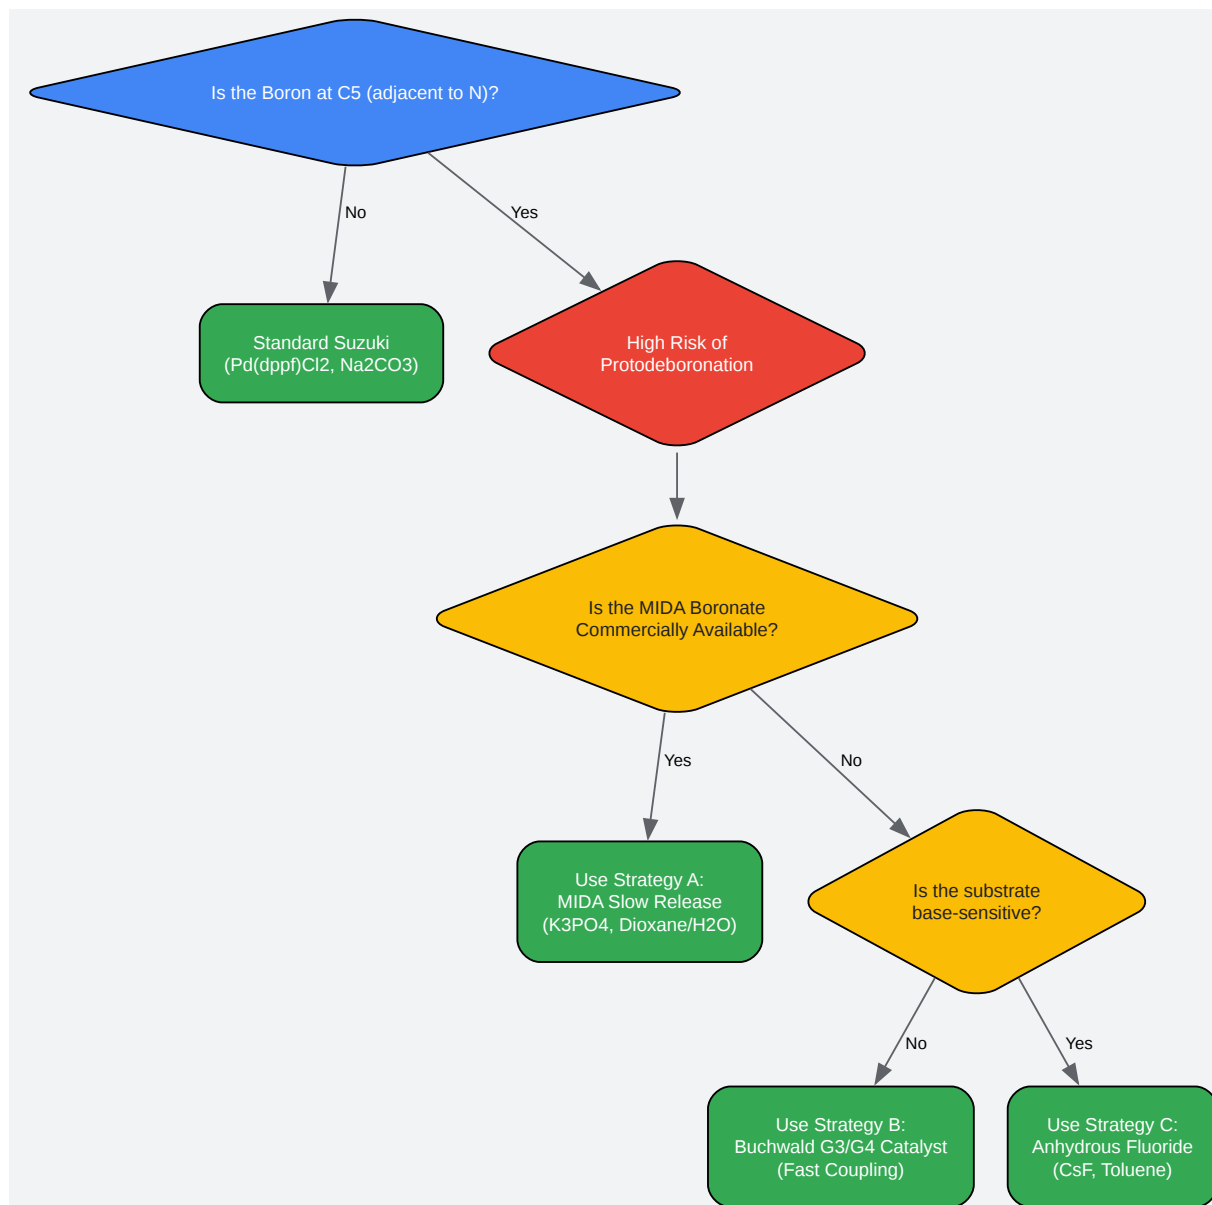 Is the Boron at C5 (adjacent to N)?
No
Yes
Standard Suzuki
(Pd(dppf)Cl2, Na2CO3)
High Risk of
Protodeboronation
Is the MIDA Boronate
Commercially Available?
Yes
No
Use Strategy A:
MIDA Slow Release
(K3PO4, Dioxane/H2O)
Is the substrate
base-sensitive?
No
Yes
Use Strategy B:
Buchwald G3/G4 Catalyst
(Fast Coupling)
Use Strategy C:
Anhydrous Fluoride
(CsF, Toluene)